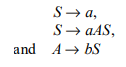 S → a,
S → aAS,
and A → bS